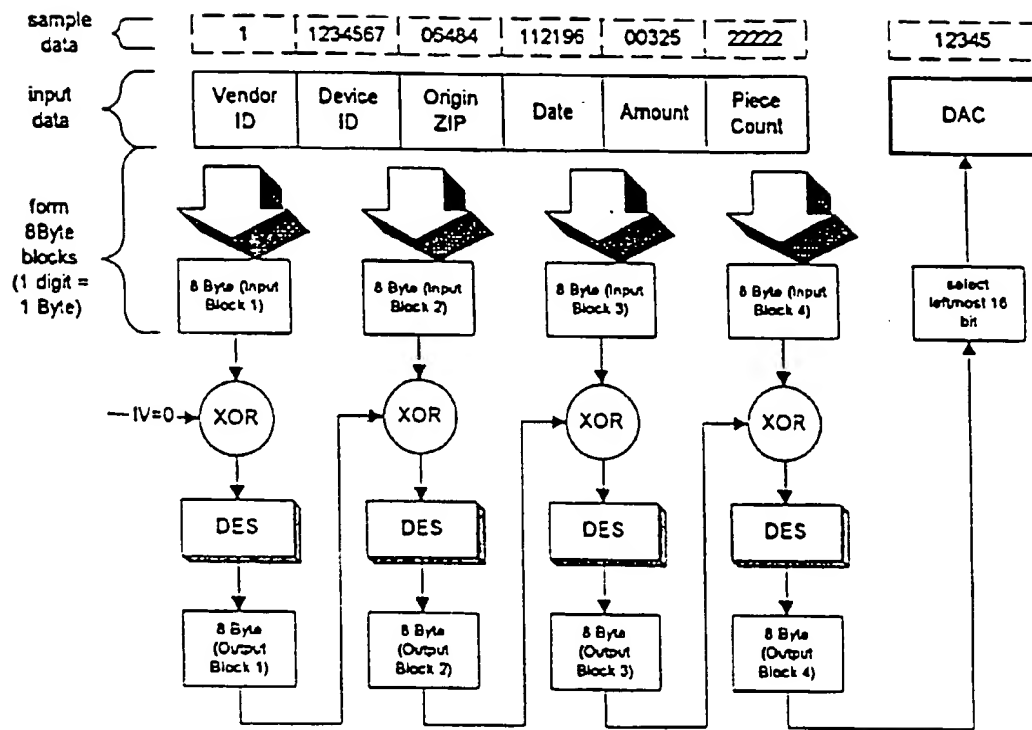 sample
data
1
1234567
06484
112196
00325
22222
12345
input
data
Vendor
ID
Device
ID
Origin
ZIP
Date
Amount
Piece
Count
DAC
form
8Byte
blocks
(1 digit =
1 Byte)
8 Byte (Input
Block 1)
8 Byte (Input
Block 2)
8 Byte (Input
Block 3)
8 Byte (Input
Block 4)
select
leftmost 16
bit
IV=0
XOR
XOR
XOR
XOR
DES
DES
DES
DES
8 Byte
(Output
Block 1)
8 Byte
(Output
Block 2)
8 Byte
(Output
Block 3)
8 Byte
(Output
Block 4)